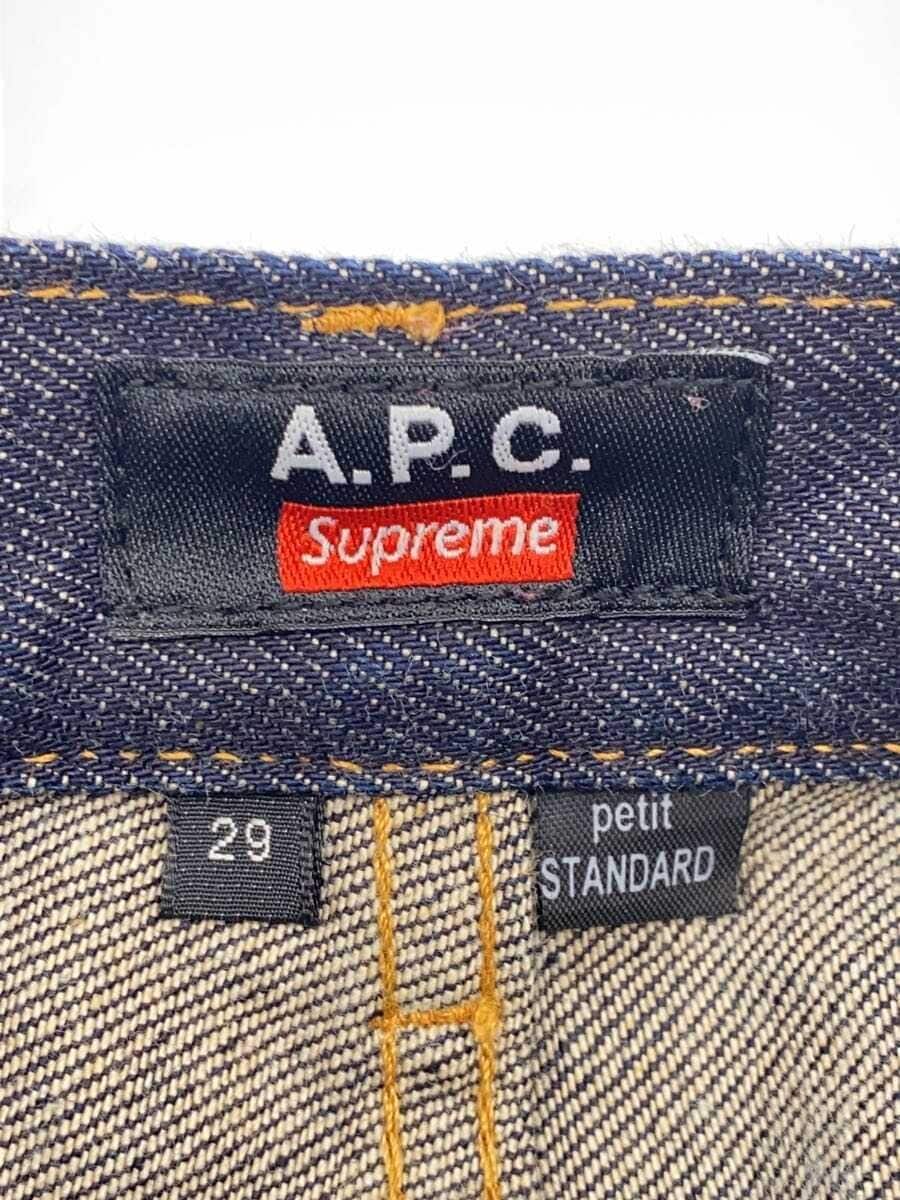 A.P.C.
Supreme
29
petit
STANDARD